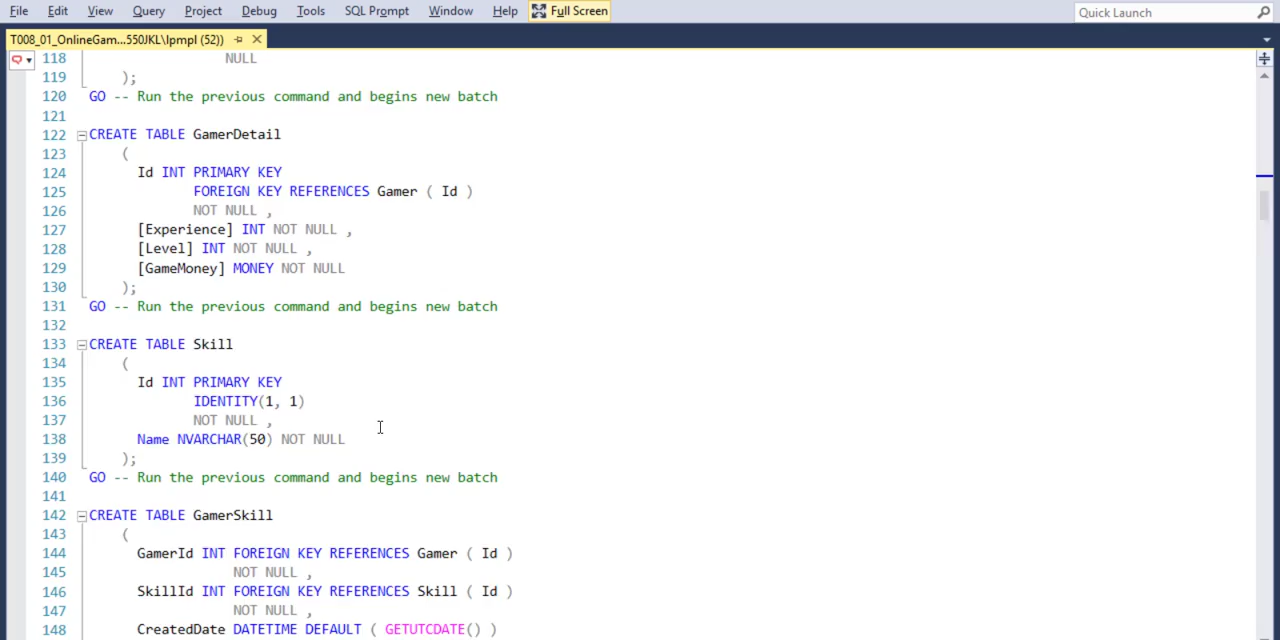 File Edit View Query Project Debug Tools SQL Prompt Window Help Full Screen Quick Launch
T008_01_OnlineGam...550JKL\lpmpl (52))
118 NULL
119 );
120 GO -- Run the previous command and begins new batch
121
122 CREATE TABLE GamerDetail
123 (
124 Id INT PRIMARY KEY
125 FOREIGN KEY REFERENCES Gamer ( Id )
126 NOT NULL ,
127 [Experience] INT NOT NULL ,
128 [Level] INT NOT NULL ,
129 [GameMoney] MONEY NOT NULL
130 );
131 GO -- Run the previous command and begins new batch
132
133 CREATE TABLE Skill
134 (
135 Id INT PRIMARY KEY
136 IDENTITY(1, 1)
137 NOT NULL ,
138 Name NVARCHAR(50) NOT NULL
139 );
140 GO -- Run the previous command and begins new batch
141
142 CREATE TABLE GamerSkill
143 (
144 GamerId INT FOREIGN KEY REFERENCES Gamer ( Id )
145 NOT NULL ,
146 SkillId INT FOREIGN KEY REFERENCES Skill ( Id )
147 NOT NULL ,
148 CreatedDate DATETIME DEFAULT ( GETUTCDATE() )